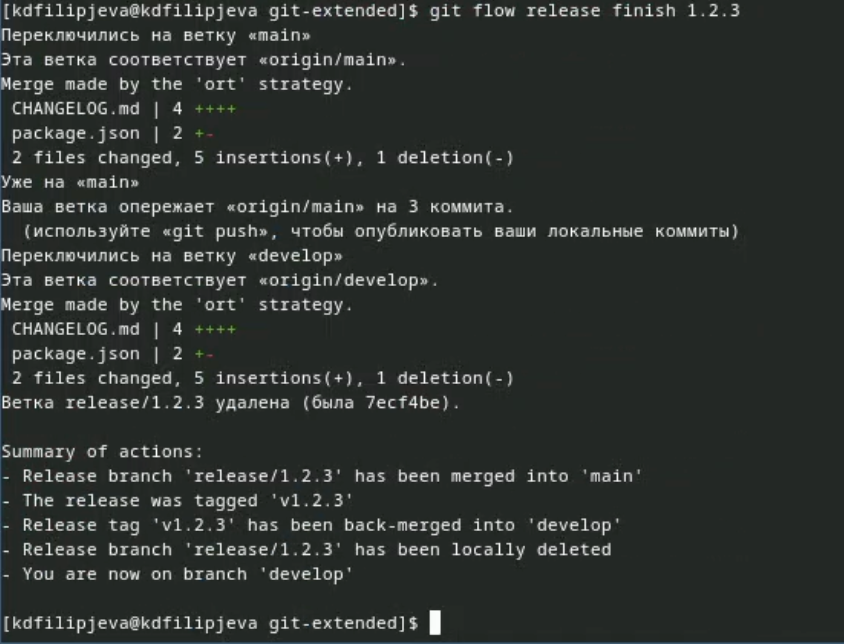 [kdfilipjeva@kdfilipjeva git-extended]$ git flow release finish 1.2.3
Переключились на ветку «main»
Эта ветка соответствует «origin/main».
Merge made by the 'ort' strategy.
 CHANGELOG.md | 4 ++++
 package.json | 2 +-
 2 files changed, 5 insertions(+), 1 deletion(-)
Уже на «main»
Ваша ветка опережает «origin/main» на 3 коммита.
  (используйте «git push», чтобы опубликовать ваши локальные коммиты)
Переключились на ветку «develop»
Эта ветка соответствует «origin/develop».
Merge made by the 'ort' strategy.
 CHANGELOG.md | 4 ++++
 package.json | 2 +-
 2 files changed, 5 insertions(+), 1 deletion(-)
Ветка release/1.2.3 удалена (была 7ecf4be).

Summary of actions:
- Release branch 'release/1.2.3' has been merged into 'main'
- The release was tagged 'v1.2.3'
- Release tag 'v1.2.3' has been back-merged into 'develop'
- Release branch 'release/1.2.3' has been locally deleted
- You are now on branch 'develop'

[kdfilipjeva@kdfilipjeva git-extended]$